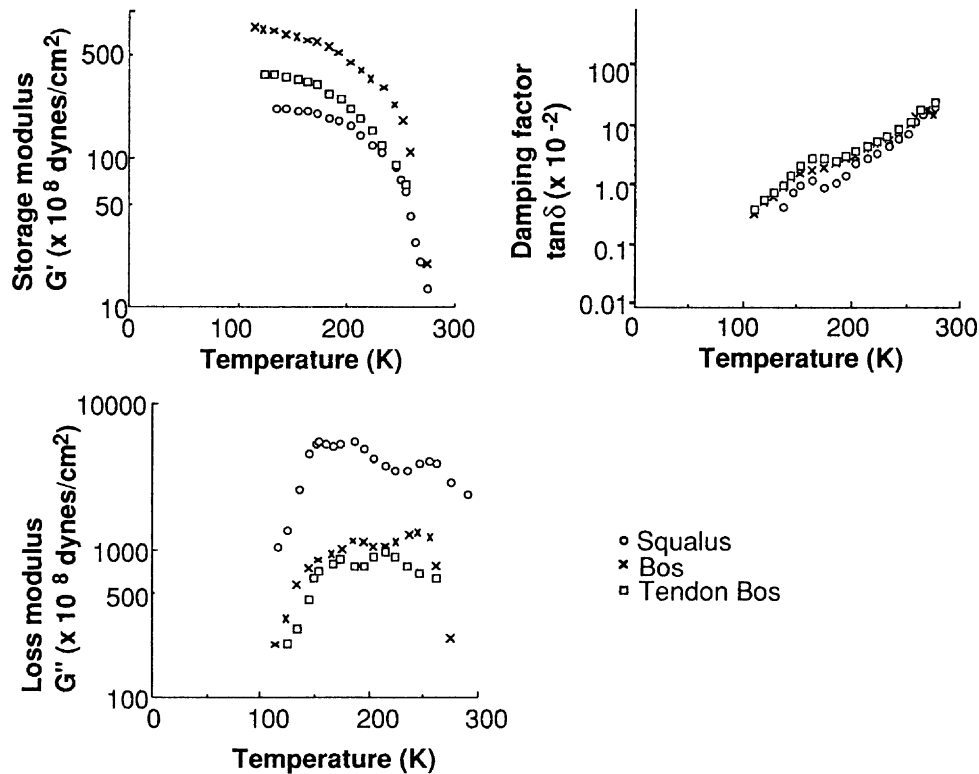 Storage modulus
G' (x 10 8 dynes/cm2)
500
100
50
10
0
100
200
300
Temperature (K)
Damping factor
tanδ (x 10 -2)
100
10
1.0
0.1
0.01
0
100
200
300
Temperature (K)
Loss modulus
G" (x 10 8 dynes/cm2)
10000
1000
500
100
0
100
200
300
Temperature (K)
Squalus
Bos
Tendon Bos